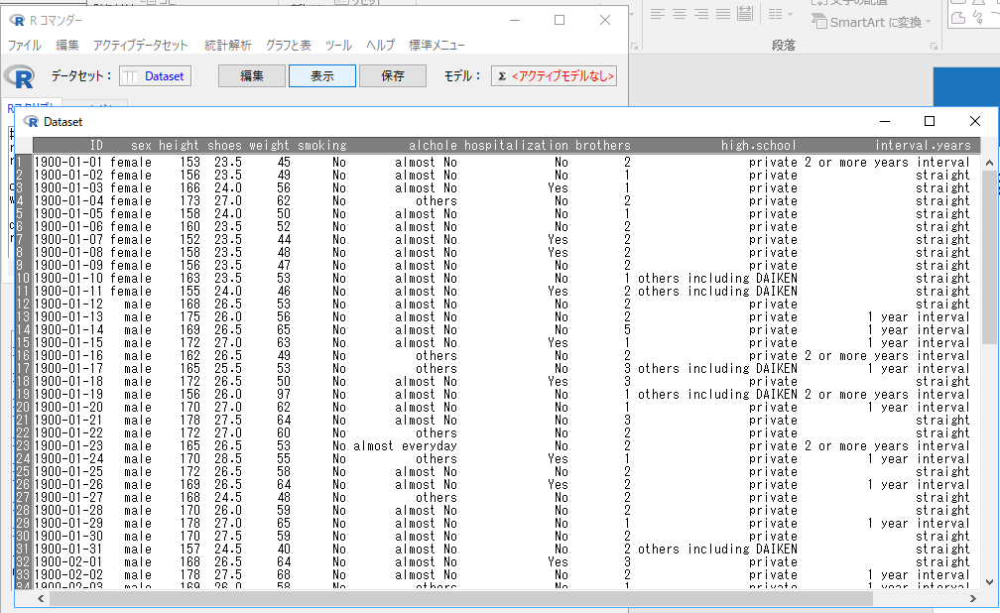 R コマンダー
ファイル 編集 アクティブデータセット 統計解析 グラフと表 ツール ヘルプ 標準メニュー
データセット： Dataset 編集 表示 保存 モデル： Σ <アクティブモデルなし>
SmartArt に変換
段落
Dataset
ID sex height shoes weight smoking alchole hospitalization brothers high.school interval.years
1 1900-01-01 female 153 23.5 45 No almost No No 2 private 2 or more years interval
2 1900-01-02 female 156 23.5 49 No almost No No 1 private straight
3 1900-01-03 female 166 24.0 56 No almost No Yes 1 private straight
4 1900-01-04 female 173 27.0 62 No others No 2 private straight
5 1900-01-05 female 158 24.0 50 No almost No No 1 private straight
6 1900-01-06 female 160 23.5 52 No almost No No 2 private straight
7 1900-01-07 female 152 23.5 44 No almost No Yes 2 private straight
8 1900-01-08 female 158 23.5 48 No almost No Yes 2 private straight
9 1900-01-09 female 156 23.5 47 No almost No No 2 private straight
10 1900-01-10 female 163 23.5 53 No almost No No 1 others including DAIKEN straight
11 1900-01-11 female 155 24.0 46 No almost No Yes 2 others including DAIKEN straight
12 1900-01-12 male 168 26.5 53 No almost No No 2 private straight
13 1900-01-13 male 175 26.0 56 No almost No No 2 private 1 year interval
14 1900-01-14 male 169 26.5 65 No almost No No 5 private 1 year interval
15 1900-01-15 male 172 27.0 63 No almost No Yes 1 private 1 year interval
16 1900-01-16 male 162 26.5 49 No others No 2 private 2 or more years interval
17 1900-01-17 male 165 25.5 53 No others No 3 others including DAIKEN 1 year interval
18 1900-01-18 male 172 26.5 50 No almost No Yes 3 private straight
19 1900-01-19 male 156 26.0 97 No almost No No 1 others including DAIKEN 2 or more years interval
20 1900-01-20 male 170 27.0 62 No almost No No 1 private 1 year interval
21 1900-01-21 male 178 27.5 64 No almost No No 3 private straight
22 1900-01-22 male 172 27.0 60 No others No 2 private straight
23 1900-01-23 male 165 26.5 53 No almost everyday No 2 private 2 or more years interval
24 1900-01-24 male 170 28.5 55 No others Yes 1 private 1 year interval
25 1900-01-25 male 172 26.5 58 No almost No No 2 private straight
26 1900-01-26 male 169 26.5 64 No almost No Yes 2 private 1 year interval
27 1900-01-27 male 168 24.5 48 No others No 2 private straight
28 1900-01-28 male 170 26.0 59 No almost No No 2 private straight
29 1900-01-29 male 178 27.0 65 No almost No No 1 private 1 year interval
30 1900-01-30 male 170 27.5 59 No almost No No 2 private straight
31 1900-01-31 male 157 24.5 40 No almost No No 2 others including DAIKEN straight
32 1900-02-01 male 168 26.5 64 No almost No Yes 3 private straight
33 1900-02-02 male 178 27.5 68 No almost No No 2 private 1 year interval
34 1900-02-03 male 169 26.0 58 No others No 1 private straight